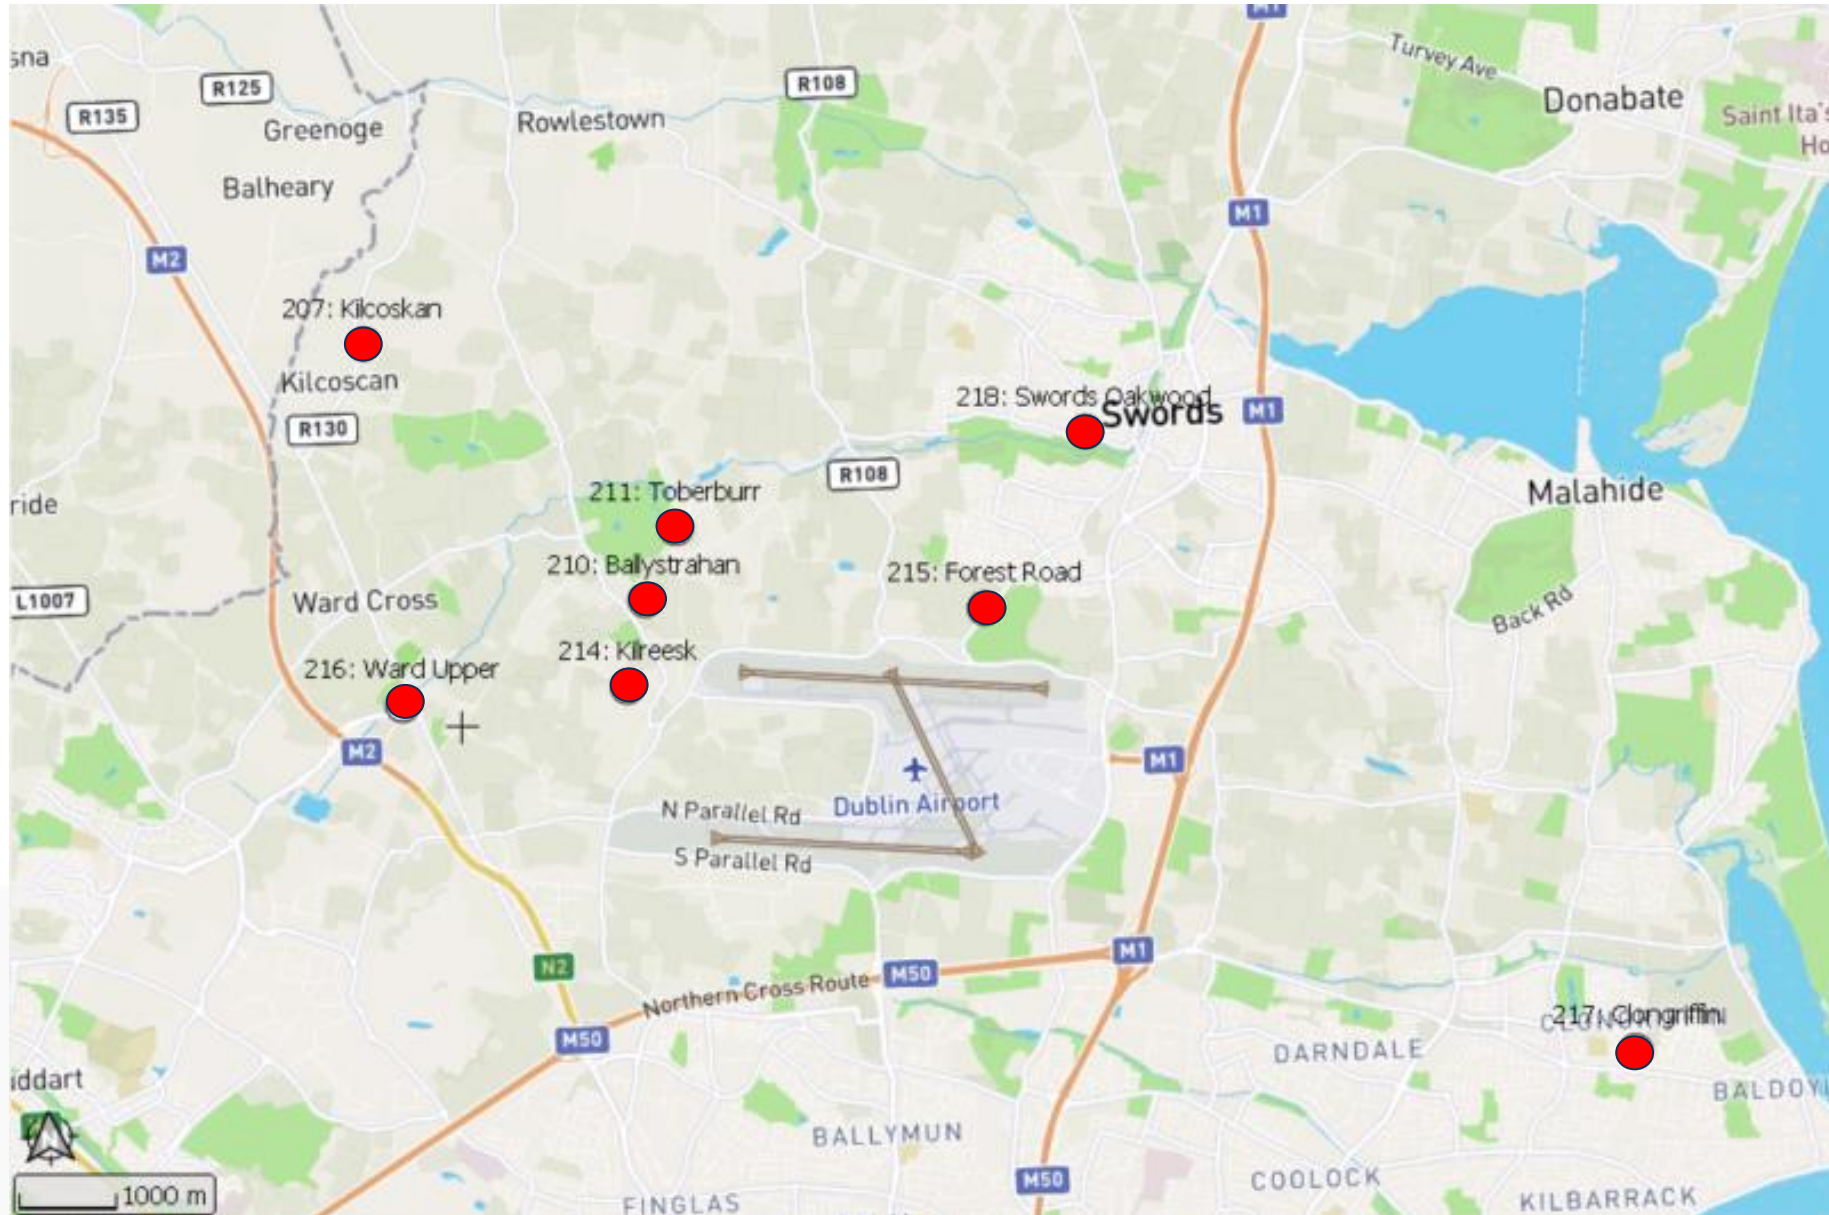 M1
Turvey Ave
sna
R125
R108
Donabate
R135
Greenoge
Rowlestown
Saint Ita's
Ho
Balheary
M1
M2
207: Kilcoskan
Kilcoscan
218: Swords Oakwood
Swords
M1
R130
R108
211: Toberburr
Malahide
ride
210: Ballystrahan
215: Forest Road
L1007
Ward Cross
Back Rd
214: Kilreesk
216: Ward Upper
M2
M1
N Parallel Rd
Dublin Airport
S Parallel Rd
M1
N2
M50
Northern Cross Route
217: Clongriffin
M50
DARNDALE
iddart
BALDOY
BALLYMUN
M50
COOLOCK
1000 m
FINGLAS
KILBARRACK